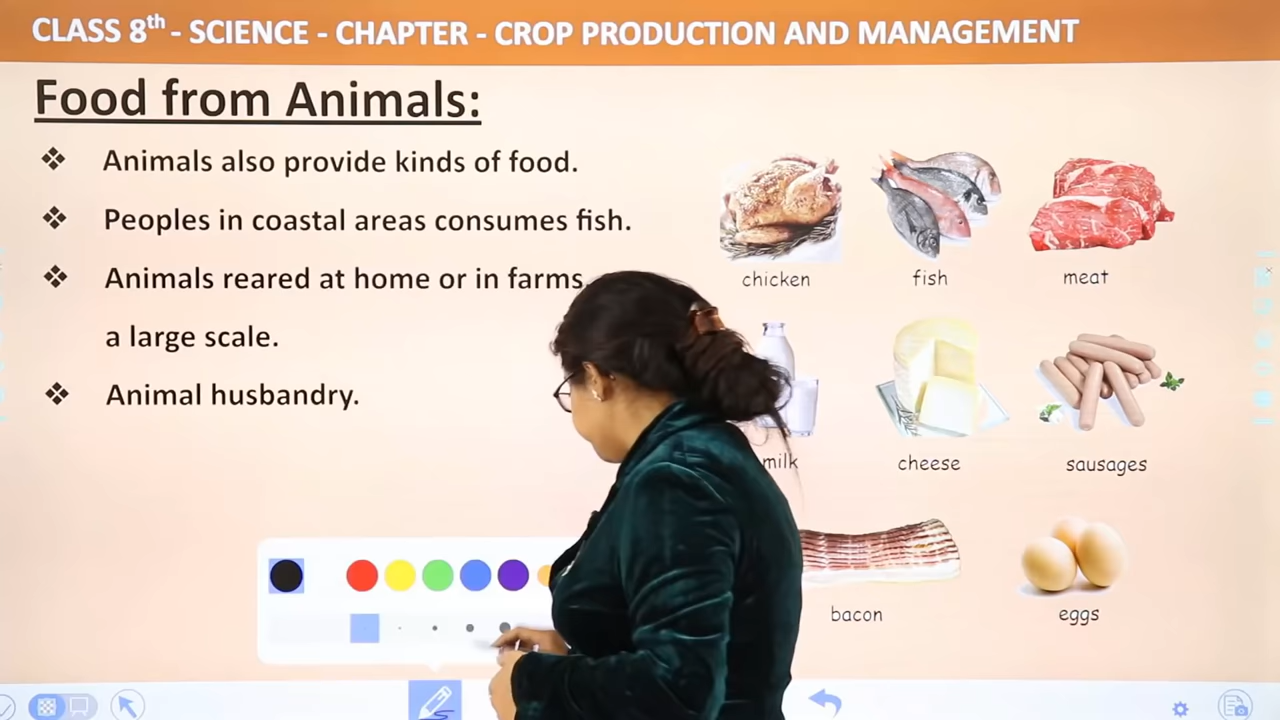 CLASS 8th - SCIENCE - CHAPTER - CROP PRODUCTION AND MANAGEMENT
Food from Animals:
❖ Animals also provide kinds of food.
❖ Peoples in coastal areas consumes fish.
❖ Animals reared at home or in farms
a large scale.
❖ Animal husbandry.
chicken
fish
meat
milk
cheese
sausages
bacon
eggs